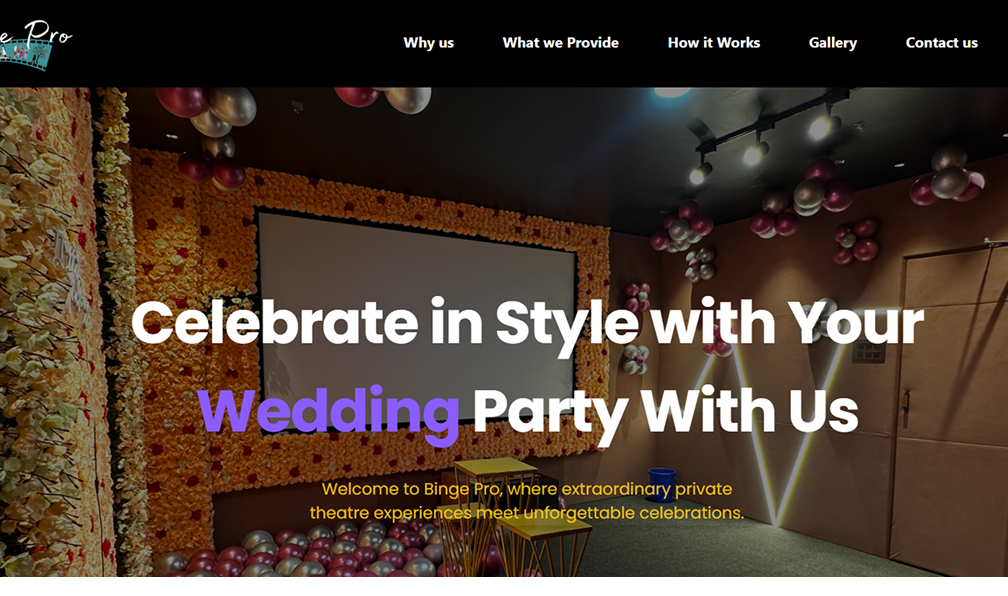 Pro
Why us
What we Provide
How it Works
Gallery
Contact us
Celebrate in Style with Your
Wedding Party With Us
Welcome to Binge Pro, where extraordinary private
theatre experiences meet unforgettable celebrations.